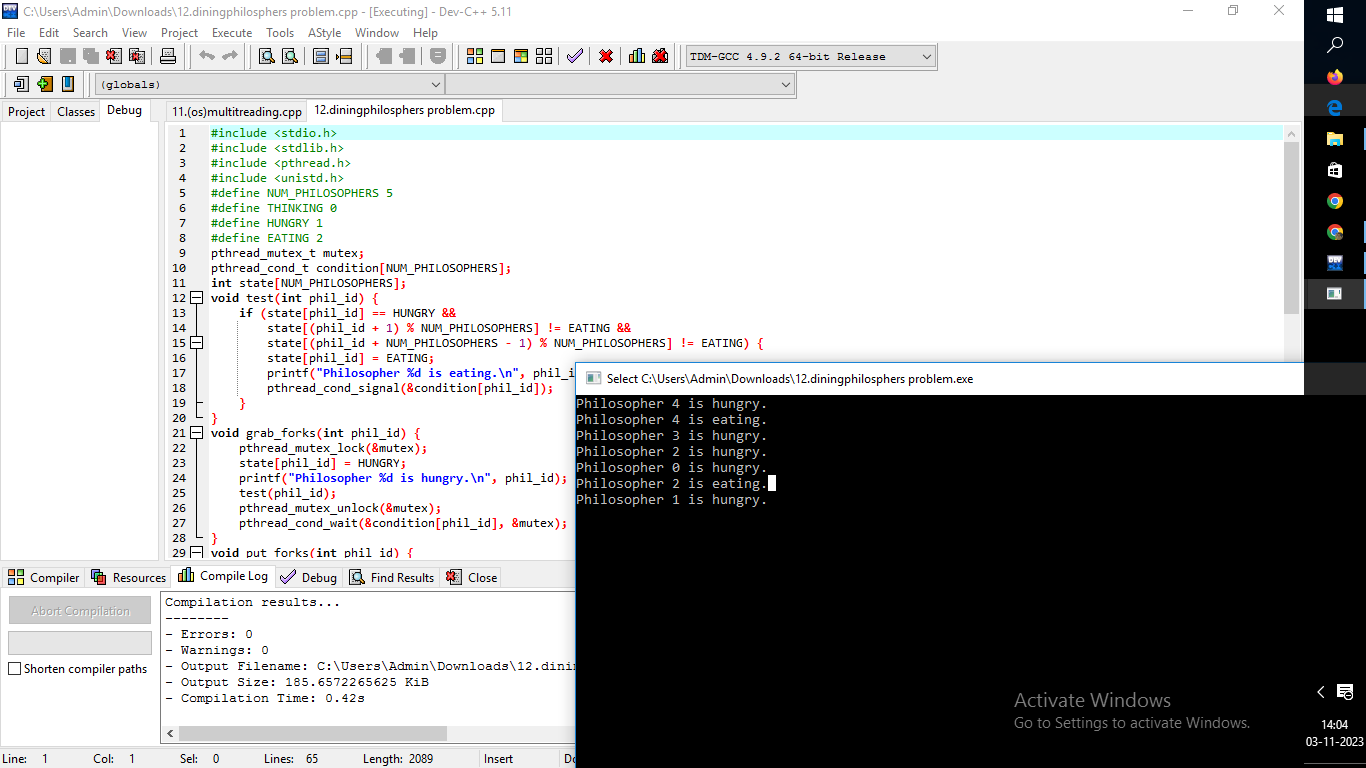 C:\Users\Admin\Downloads\12.diningphilosphers problem.cpp - [Executing] - Dev-C++ 5.11
File Edit Search View Project Execute Tools AStyle Window Help
TDM-GCC 4.9.2 64-bit Release
(globals)
Project Classes Debug
11.(os)multitreading.cpp 12.diningphilosphers problem.cpp
1 #include <stdio.h>
2 #include <stdlib.h>
3 #include <pthread.h>
4 #include <unistd.h>
5 #define NUM_PHILOSOPHERS 5
6 #define THINKING 0
7 #define HUNGRY 1
8 #define EATING 2
9 pthread_mutex_t mutex;
10 pthread_cond_t condition[NUM_PHILOSOPHERS];
11 int state[NUM_PHILOSOPHERS];
12 void test(int phil_id) {
13 if (state[phil_id] == HUNGRY &&
14 state[(phil_id + 1) % NUM_PHILOSOPHERS] != EATING &&
15 state[(phil_id + NUM_PHILOSOPHERS - 1) % NUM_PHILOSOPHERS] != EATING) {
16 state[phil_id] = EATING;
17 printf("Philosopher %d is eating.\n", phil_i
18 pthread_cond_signal(&condition[phil_id]);
19 }
20 }
21 void grab_forks(int phil_id) {
22 pthread_mutex_lock(&mutex);
23 state[phil_id] = HUNGRY;
24 printf("Philosopher %d is hungry.\n", phil_id);
25 test(phil_id);
26 pthread_mutex_unlock(&mutex);
27 pthread_cond_wait(&condition[phil_id], &mutex);
28 }
29 void put_forks(int phil_id) {
Select C:\Users\Admin\Downloads\12.diningphilosphers problem.exe
Philosopher 4 is hungry.
Philosopher 4 is eating.
Philosopher 3 is hungry.
Philosopher 2 is hungry.
Philosopher 0 is hungry.
Philosopher 2 is eating.
Philosopher 1 is hungry.
Compiler Resources Compile Log Debug Find Results Close
Abort Compilation
Shorten compiler paths
Compilation results...
--------
- Errors: 0
- Warnings: 0
- Output Filename: C:\Users\Admin\Downloads\12.dinin
- Output Size: 185.6572265625 KiB
- Compilation Time: 0.42s
Activate Windows
Go to Settings to activate Windows.
Line: 1 Col: 1 Sel: 0 Lines: 65 Length: 2089 Insert
14:04
03-11-2023